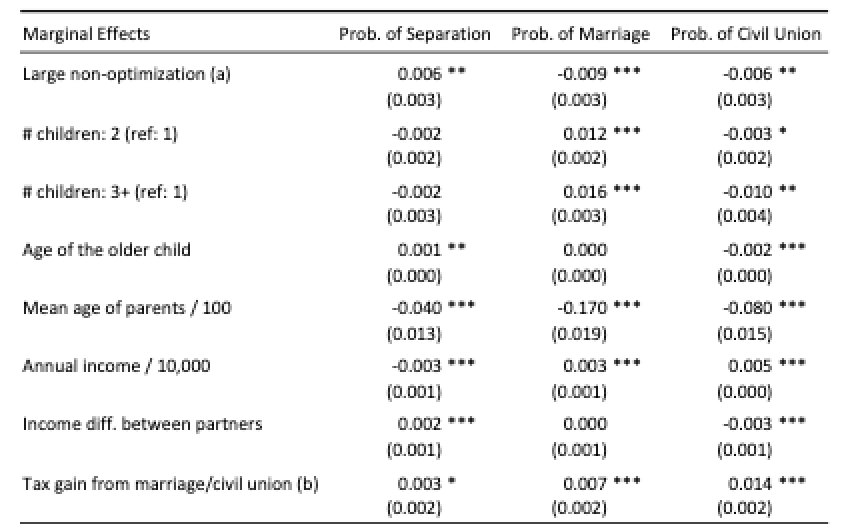 Marginal Effects Prob. of Separation Prob. of Marriage Prob. of Civil Union
Large non-optimization (a) 0.006 ** -0.009 *** -0.006 **
(0.003) (0.003) (0.003)
# children: 2 (ref: 1) -0.002 0.012 *** -0.003 *
(0.002) (0.002) (0.002)
# children: 3+ (ref: 1) -0.002 0.016 *** -0.010 **
(0.003) (0.003) (0.004)
Age of the older child 0.001 ** 0.000 -0.002 ***
(0.000) (0.000) (0.000)
Mean age of parents / 100 -0.040 *** -0.170 *** -0.080 ***
(0.013) (0.019) (0.015)
Annual income / 10,000 -0.003 *** 0.003 *** 0.005 ***
(0.001) (0.001) (0.000)
Income diff. between partners 0.002 *** 0.000 -0.003 ***
(0.001) (0.001) (0.001)
Tax gain from marriage/civil union (b) 0.003 * 0.007 *** 0.014 ***
(0.002) (0.002) (0.002)